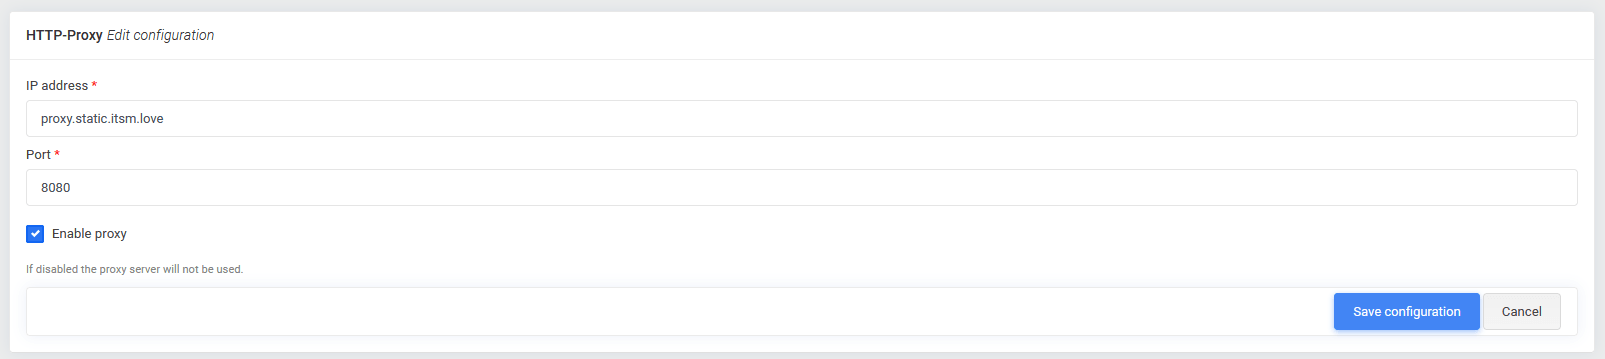 HTTP-Proxy Edit configuration
IP address *
proxy.static.itsm.love
Port *
8080
Enable proxy
If disabled the proxy server will not be used.
Save configuration Cancel